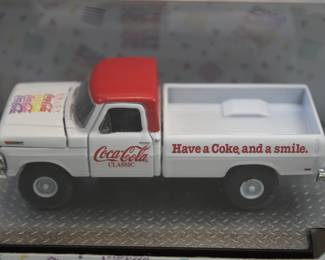 Coca-Cola
CLASSIC
Have a Coke and a smile.